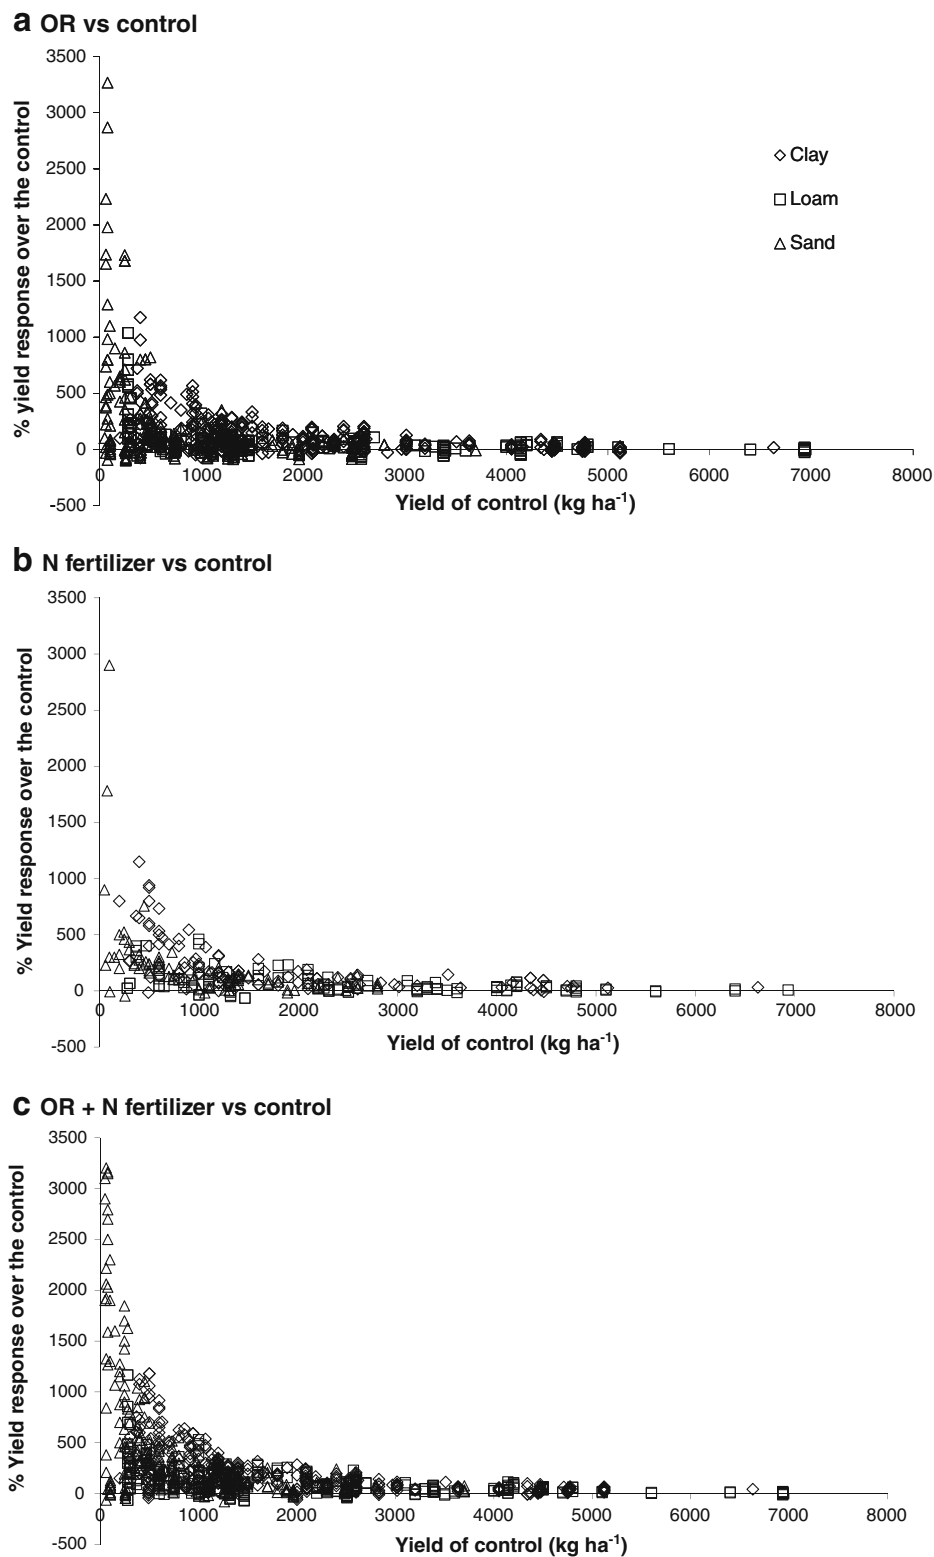 a OR vs control
3500
3000
2500
2000
1500
1000
500
0
-500
% yield response over the control
Clay
Loam
Sand
0 1000 2000 3000 4000 5000 6000 7000 8000
Yield of control (kg ha-1)
b N fertilizer vs control
3500
3000
2500
2000
1500
1000
500
0
-500
% Yield response over the control
0 1000 2000 3000 4000 5000 6000 7000 8000
Yield of control (kg ha-1)
c OR + N fertilizer vs control
3500
3000
2500
2000
1500
1000
500
0
-500
% Yield response over the control
0 1000 2000 3000 4000 5000 6000 7000 8000
Yield of control (kg ha-1)